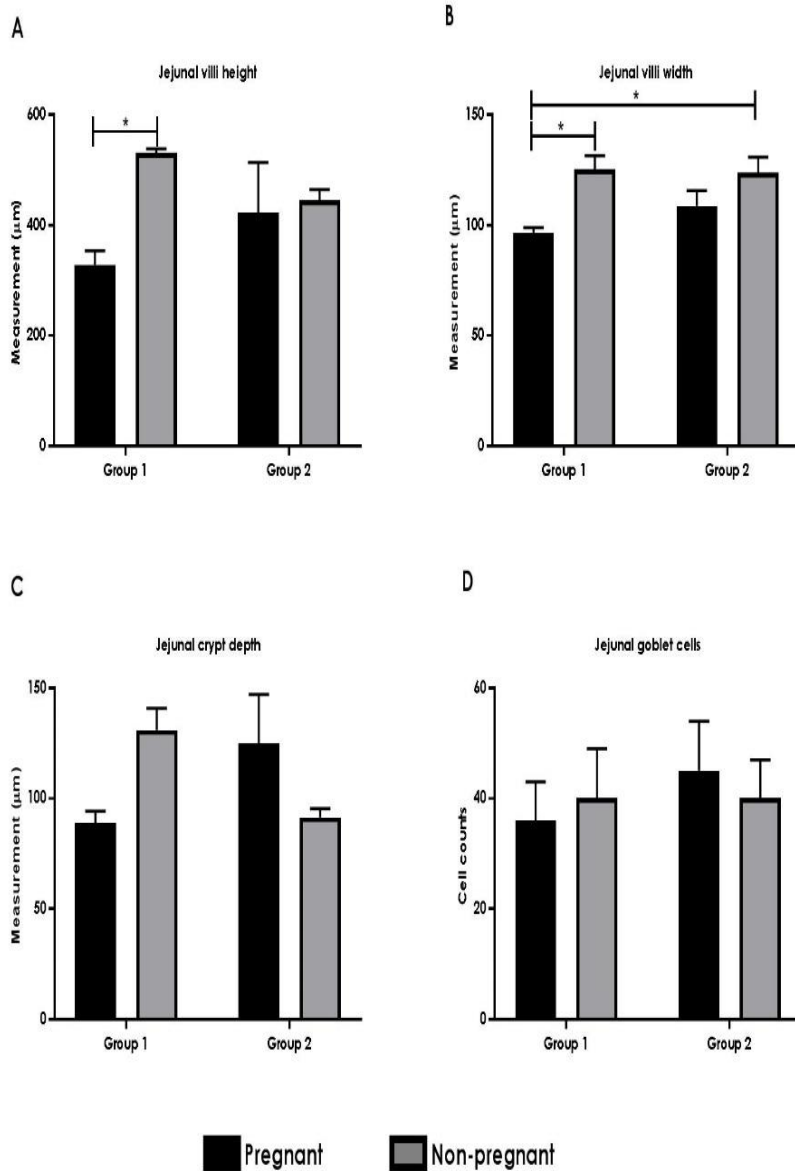 A
Jejunal villi height
600
400
200
0
Measurement (μm)
*
Group 1
Group 2
B
Jejunal villi width
150
100
50
0
Measurement (μm)
*
*
Group 1
Group 2
C
Jejunal crypt depth
150
100
50
0
Measurement (μm)
Group 1
Group 2
D
Jejunal goblet cells
60
40
20
0
Cell counts
Group 1
Group 2
Pregnant
Non-pregnant